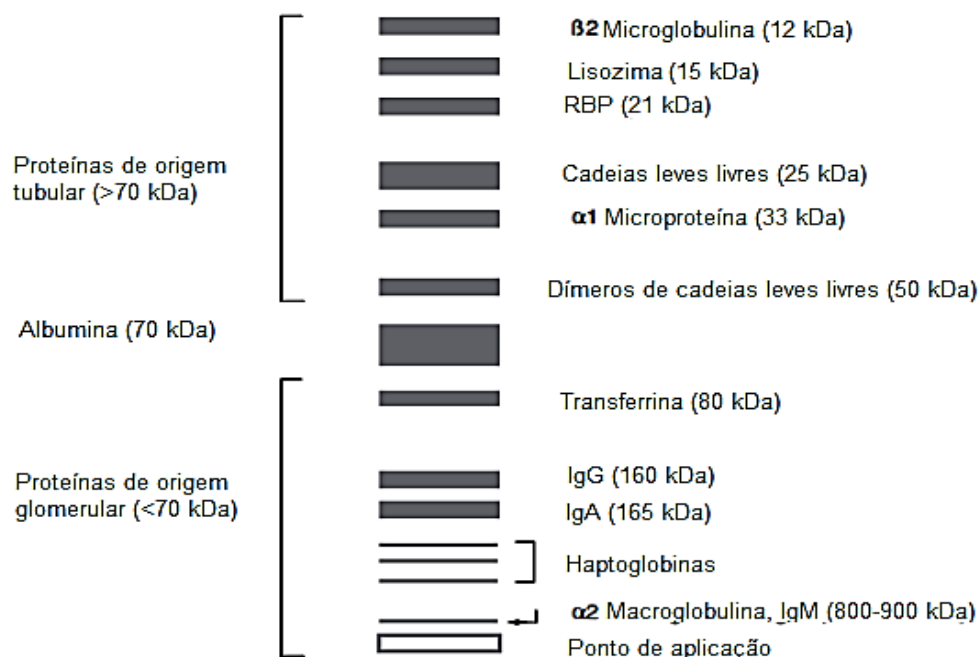 ß2 Microglobulina (12 kDa)
Lisozima (15 kDa)
RBP (21 kDa)
Proteínas de origem
tubular (>70 kDa)
Cadeias leves livres (25 kDa)
α1 Microproteína (33 kDa)
Dímeros de cadeias leves livres (50 kDa)
Albumina (70 kDa)
Transferrina (80 kDa)
Proteínas de origem
glomerular (<70 kDa)
IgG (160 kDa)
IgA (165 kDa)
Haptoglobinas
α2 Macroglobulina, IgM (800-900 kDa)
Ponto de aplicação